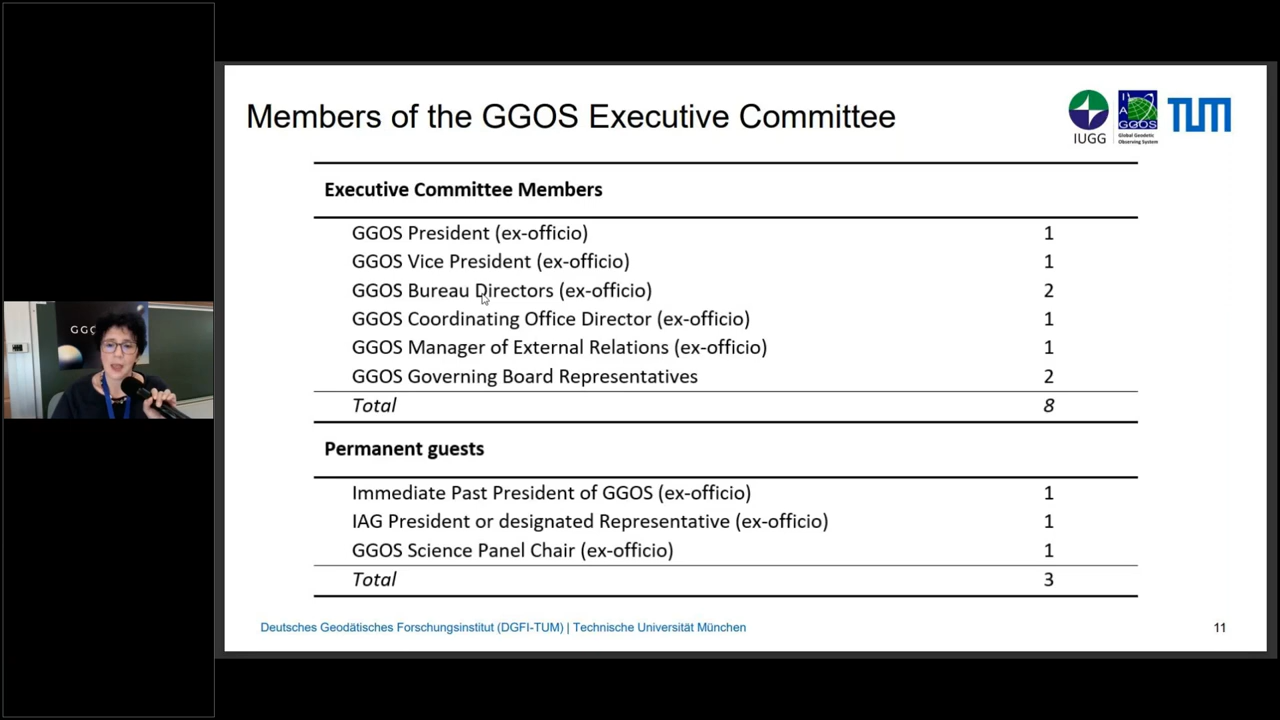 Members of the GGOS Executive Committee
IUGG
I
A
GGOS
Global Geodetic
Observing System
TUM
Executive Committee Members
GGOS President (ex-officio) 1
GGOS Vice President (ex-officio) 1
GGOS Bureau Directors (ex-officio) 2
GGOS Coordinating Office Director (ex-officio) 1
GGOS Manager of External Relations (ex-officio) 1
GGOS Governing Board Representatives 2
Total 8
Permanent guests
Immediate Past President of GGOS (ex-officio) 1
IAG President or designated Representative (ex-officio) 1
GGOS Science Panel Chair (ex-officio) 1
Total 3
Deutsches Geodätisches Forschungsinstitut (DGFI-TUM) | Technische Universität München
11